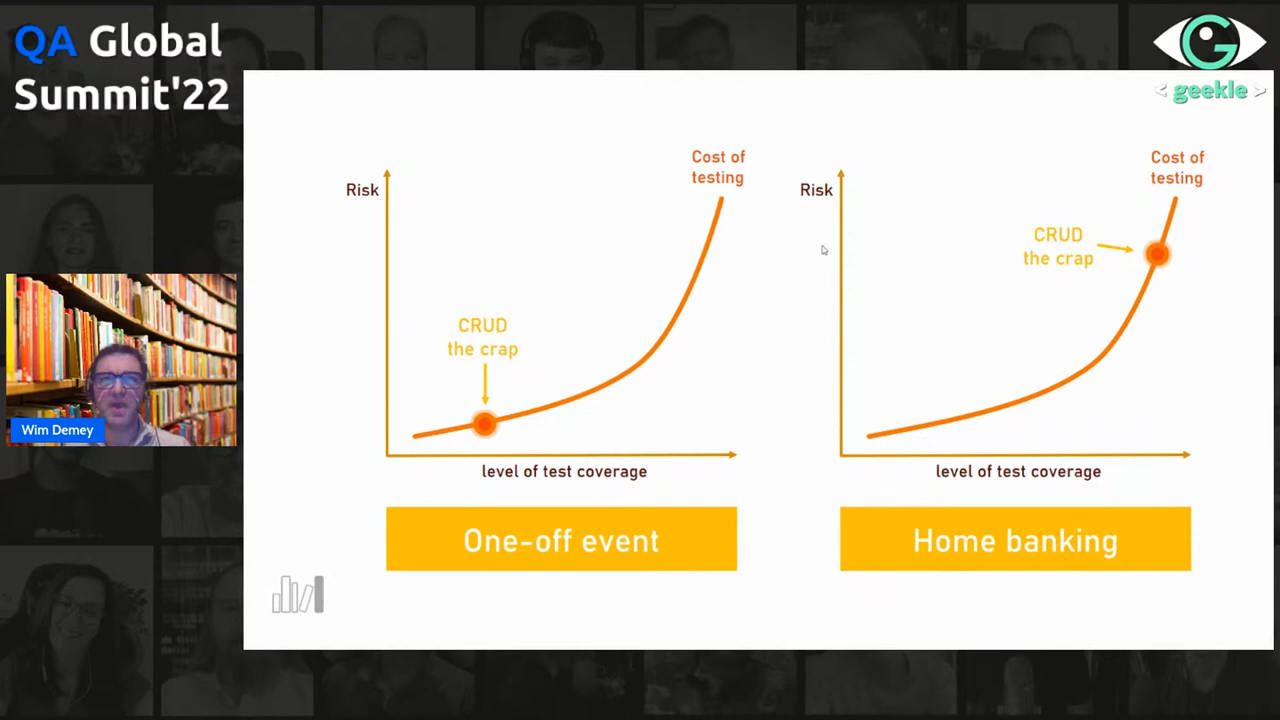 QA Global
Summit'22
G
< geekle >
Risk
Cost of
testing
CRUD
the crap
level of test coverage
One-off event
Risk
Cost of
testing
CRUD
the crap
level of test coverage
Home banking
Wim Demey